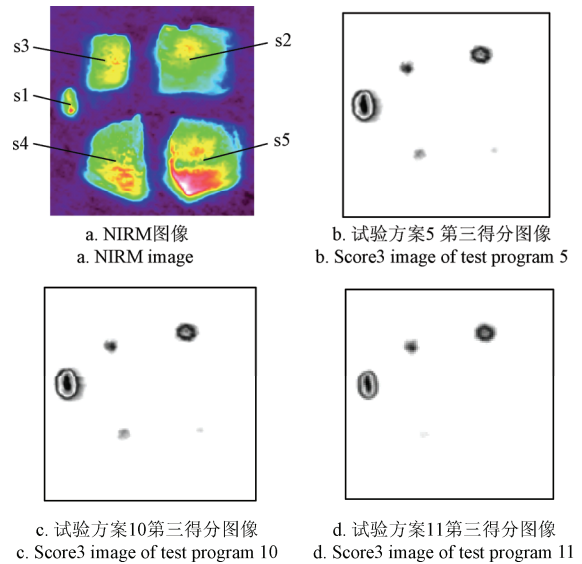 s3
s2
s1
s4
s5
a. NIRM图像
a. NIRM image
b. 试验方案5 第三得分图像
b. Score3 image of test program 5
c. 试验方案10第三得分图像
c. Score3 image of test program 10
d. 试验方案11第三得分图像
d. Score3 image of test program 11